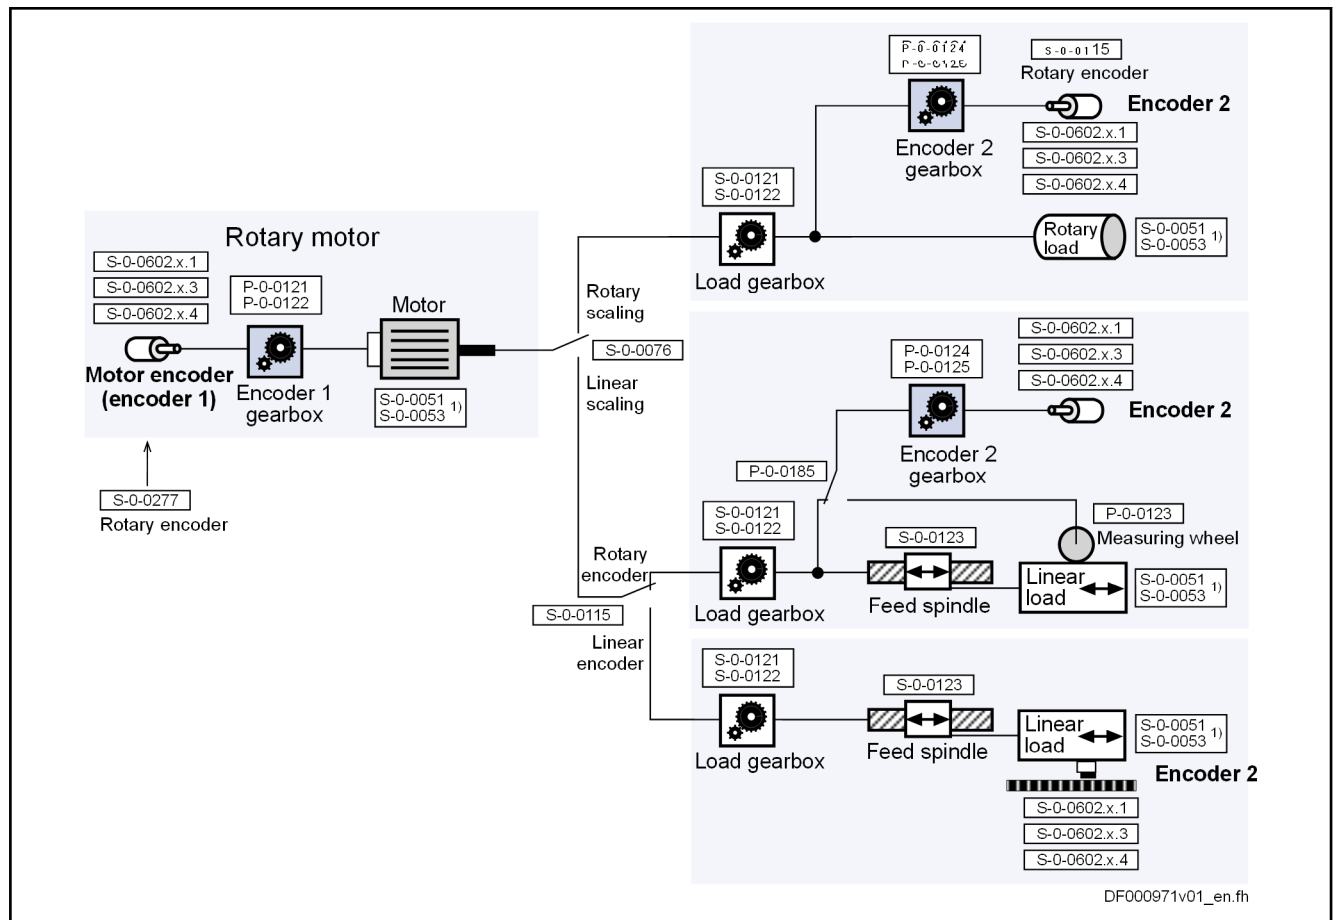 P-0-0124
S-0-0115
Rotary encoder
Encoder 2
Encoder 2
gearbox
S-0-0602.x.1
S-0-0602.x.3
S-0-0602.x.4
S-0-0121
S-0-0122
Load gearbox
Rotary
load
S-0-0051
S-0-0053 1)
Rotary motor
S-0-0602.x.1
S-0-0602.x.3
S-0-0602.x.4
P-0-0121
P-0-0122
Motor
Motor encoder
(encoder 1)
Encoder 1
gearbox
S-0-0051
S-0-0053 1)
S-0-0277
Rotary encoder
Rotary
scaling
S-0-0076
Linear
scaling
S-0-0602.x.1
S-0-0602.x.3
S-0-0602.x.4
P-0-0124
P-0-0125
Encoder 2
Encoder 2
gearbox
P-0-0185
S-0-0121
S-0-0122
P-0-0123
Measuring wheel
S-0-0123
Rotary
encoder
Load gearbox
Feed spindle
Linear
load
S-0-0051
S-0-0053 1)
S-0-0115
Linear
encoder
S-0-0121
S-0-0122
S-0-0123
Load gearbox
Feed spindle
Linear
load
S-0-0051
S-0-0053 1)
Encoder 2
S-0-0602.x.1
S-0-0602.x.3
S-0-0602.x.4
DF000971v01_en.fh